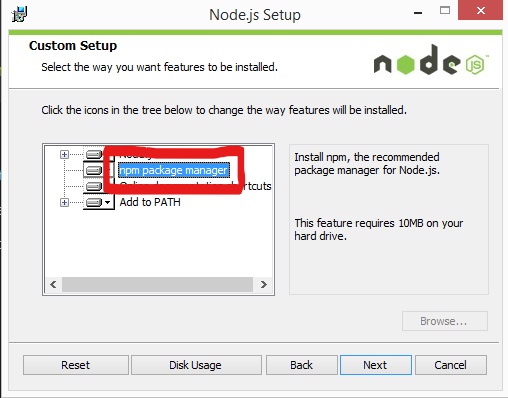 Node.js Setup
Custom Setup
Select the way you want features to be installed.
node
JS
Click the icons in the tree below to change the way features will be installed.
npm package manager
shortcuts
Add to PATH
Install npm, the recommended
package manager for Node.js.
This feature requires 10MB on your
hard drive.
Browse...
Reset
Disk Usage
Back
Next
Cancel